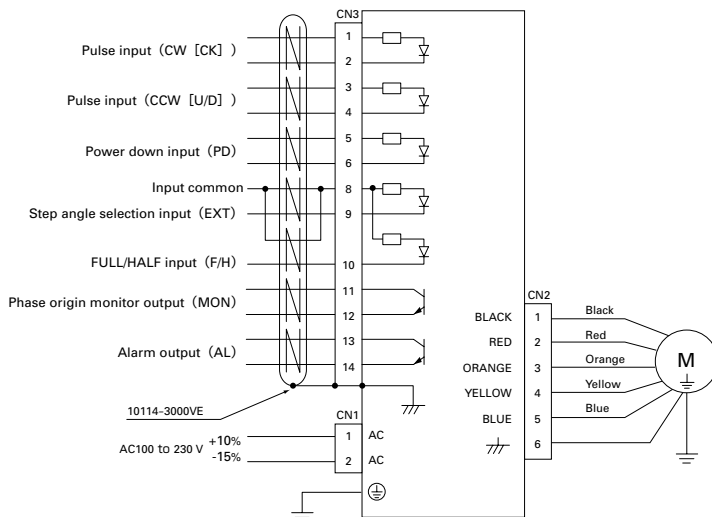 CN3
Pulse input（CW［CK］）
1
2
Pulse input（CCW［U/D］）
3
4
Power down input（PD）
5
6
Input common
8
Step angle selection input（EXT）
9
FULL/HALF input（F/H）
10
Phase origin monitor output（MON）
11
12
Alarm output（AL）
13
14
10114-3000VE
CN1
AC100 to 230 V +10% -15%
1 AC
2 AC
CN2
BLACK 1 Black
RED 2 Red
ORANGE 3 Orange
YELLOW 4 Yellow
BLUE 5 Blue
6
M